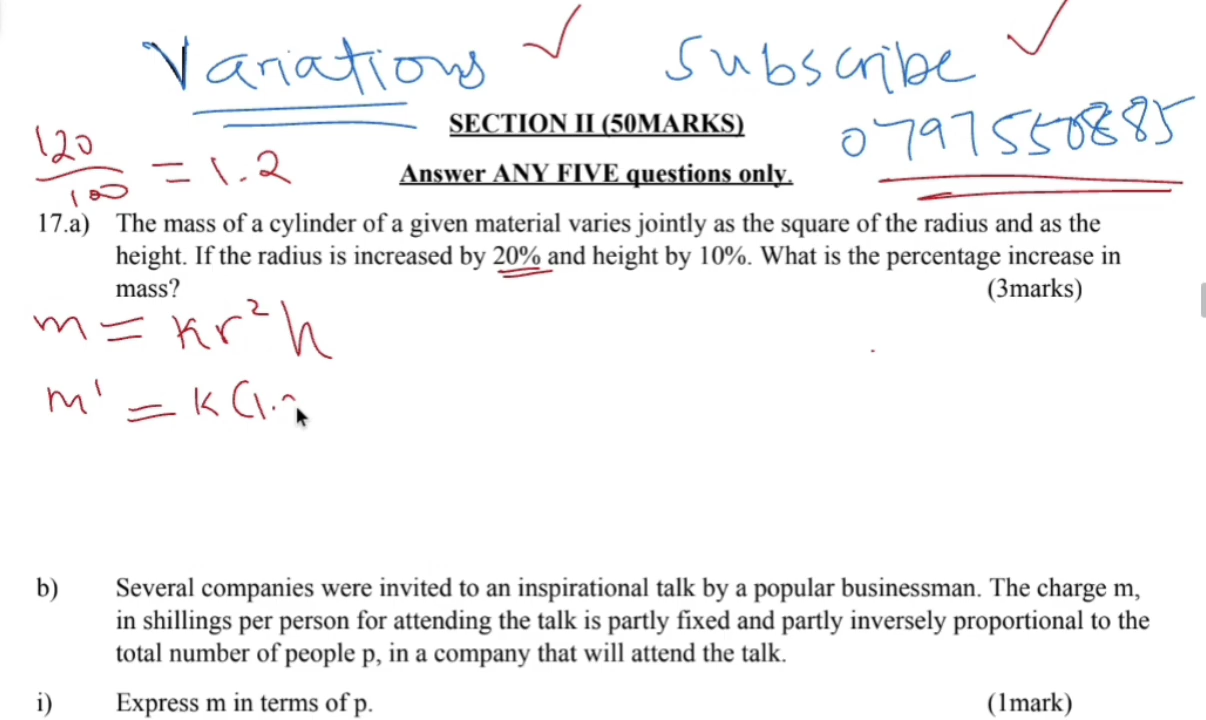 Variations Subscribe
SECTION II (50MARKS)
0797550885
120/100 = 1.2
Answer ANY FIVE questions only.
17.a) The mass of a cylinder of a given material varies jointly as the square of the radius and as the
height. If the radius is increased by 20% and height by 10%. What is the percentage increase in
mass? (3marks)
m = kr²h
m' = k(1.2
b) Several companies were invited to an inspirational talk by a popular businessman. The charge m,
in shillings per person for attending the talk is partly fixed and partly inversely proportional to the
total number of people p, in a company that will attend the talk.
i) Express m in terms of p. (1mark)